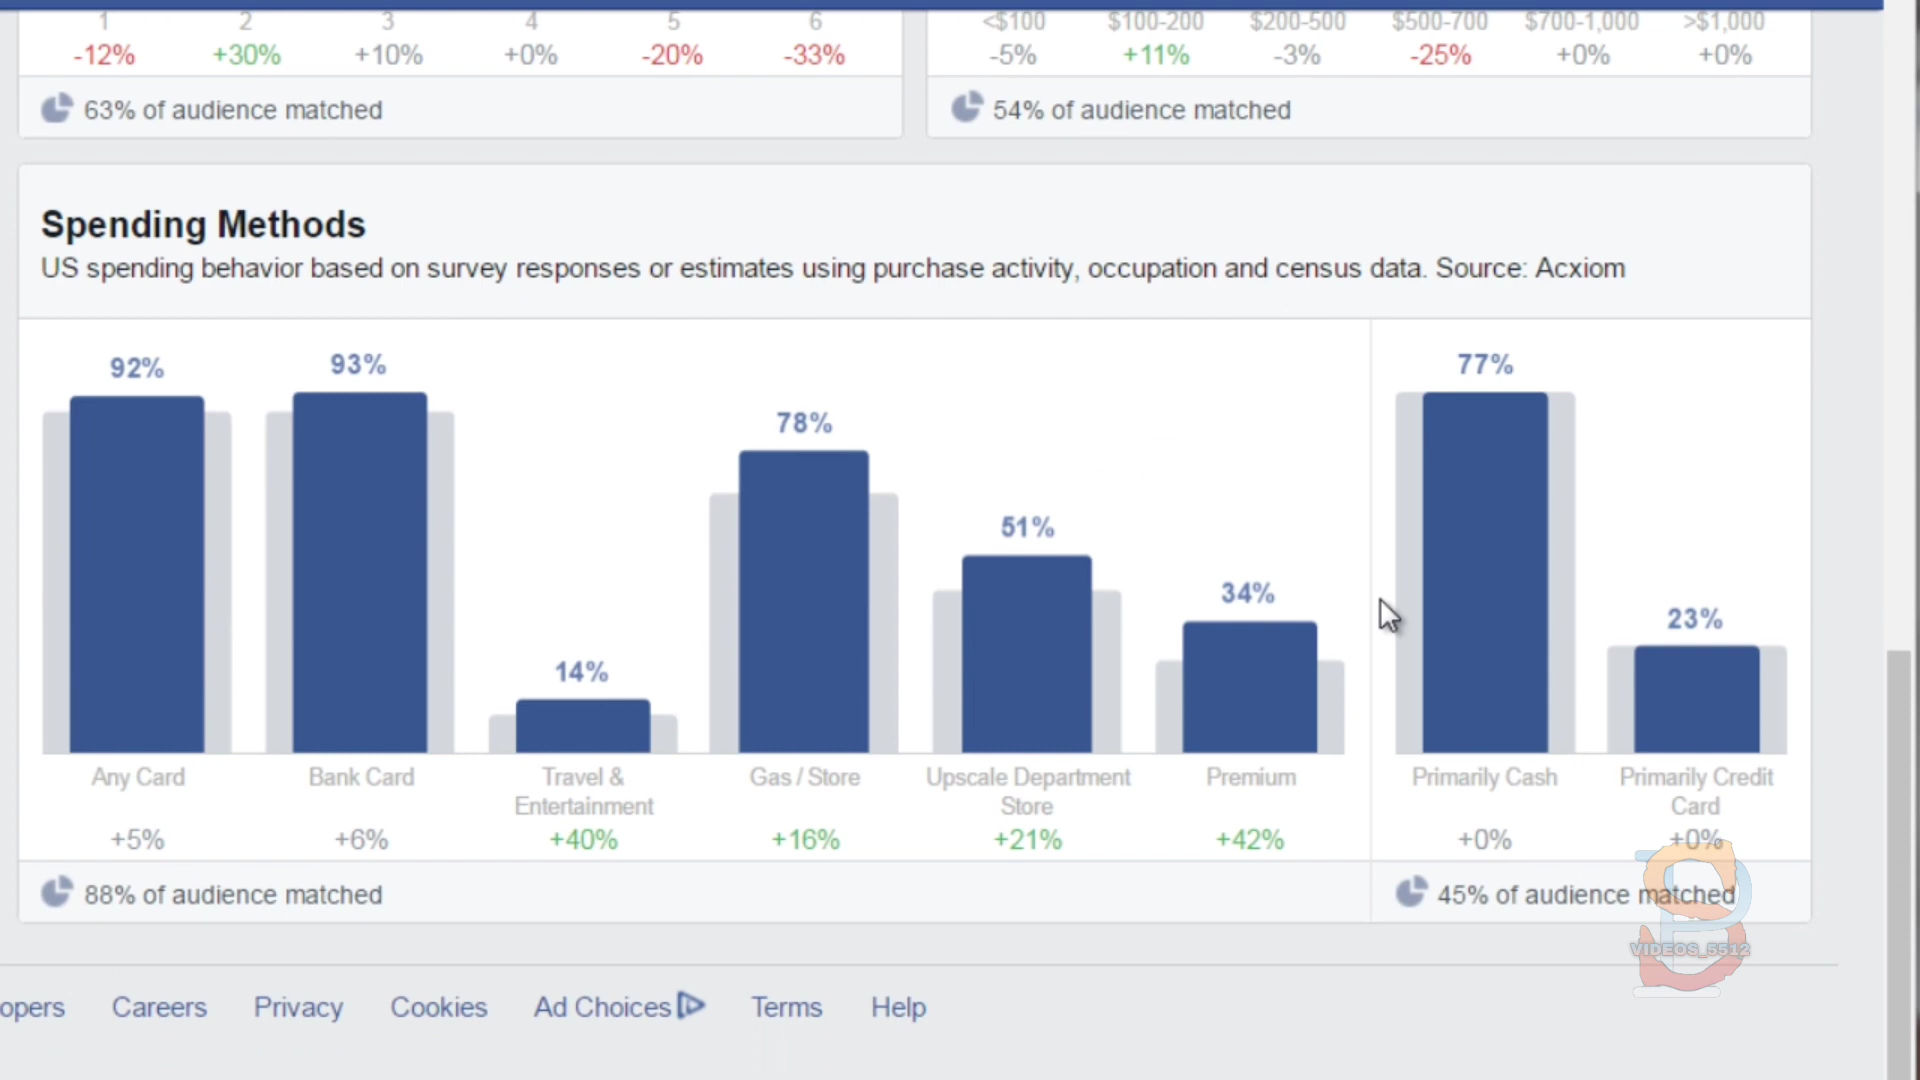 1 2 3 4 5 6
-12% +30% +10% +0% -20% -33%
63% of audience matched
<$100 $100-200 $200-500 $500-700 $700-1,000 >$1,000
-5% +11% -3% -25% +0% +0%
54% of audience matched
Spending Methods
US spending behavior based on survey responses or estimates using purchase activity, occupation and census data. Source: Acxiom
92% 93% 14% 78% 51% 34%
Any Card Bank Card Travel & Gas / Store Upscale Department Premium
Entertainment Store
+5% +6% +40% +16% +21% +42%
88% of audience matched
77% 23%
Primarily Cash Primarily Credit
Card
+0% +0%
45% of audience matched
VIDEOS_5512
opers Careers Privacy Cookies Ad Choices Terms Help